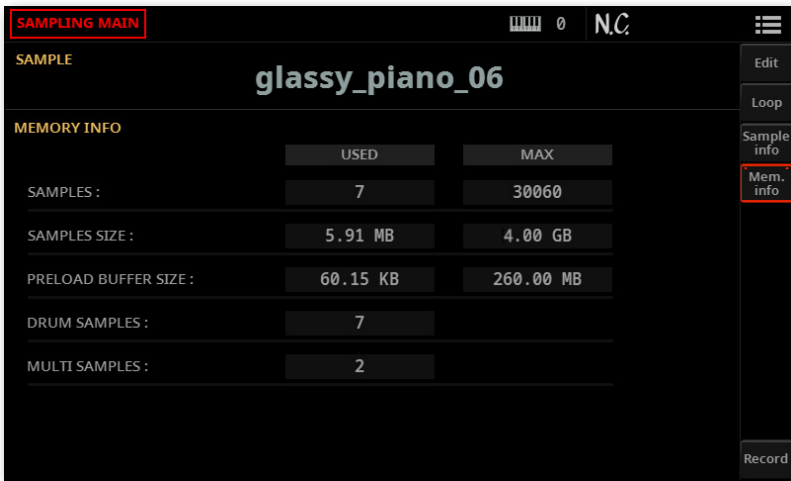 SAMPLING MAIN 0 N.C.
SAMPLE
glassy_piano_06
Edit
Loop
Sample
info
Mem.
info
MEMORY INFO
USED MAX
SAMPLES : 7 30060
SAMPLES SIZE : 5.91 MB 4.00 GB
PRELOAD BUFFER SIZE : 60.15 KB 260.00 MB
DRUM SAMPLES : 7
MULTI SAMPLES : 2
Record